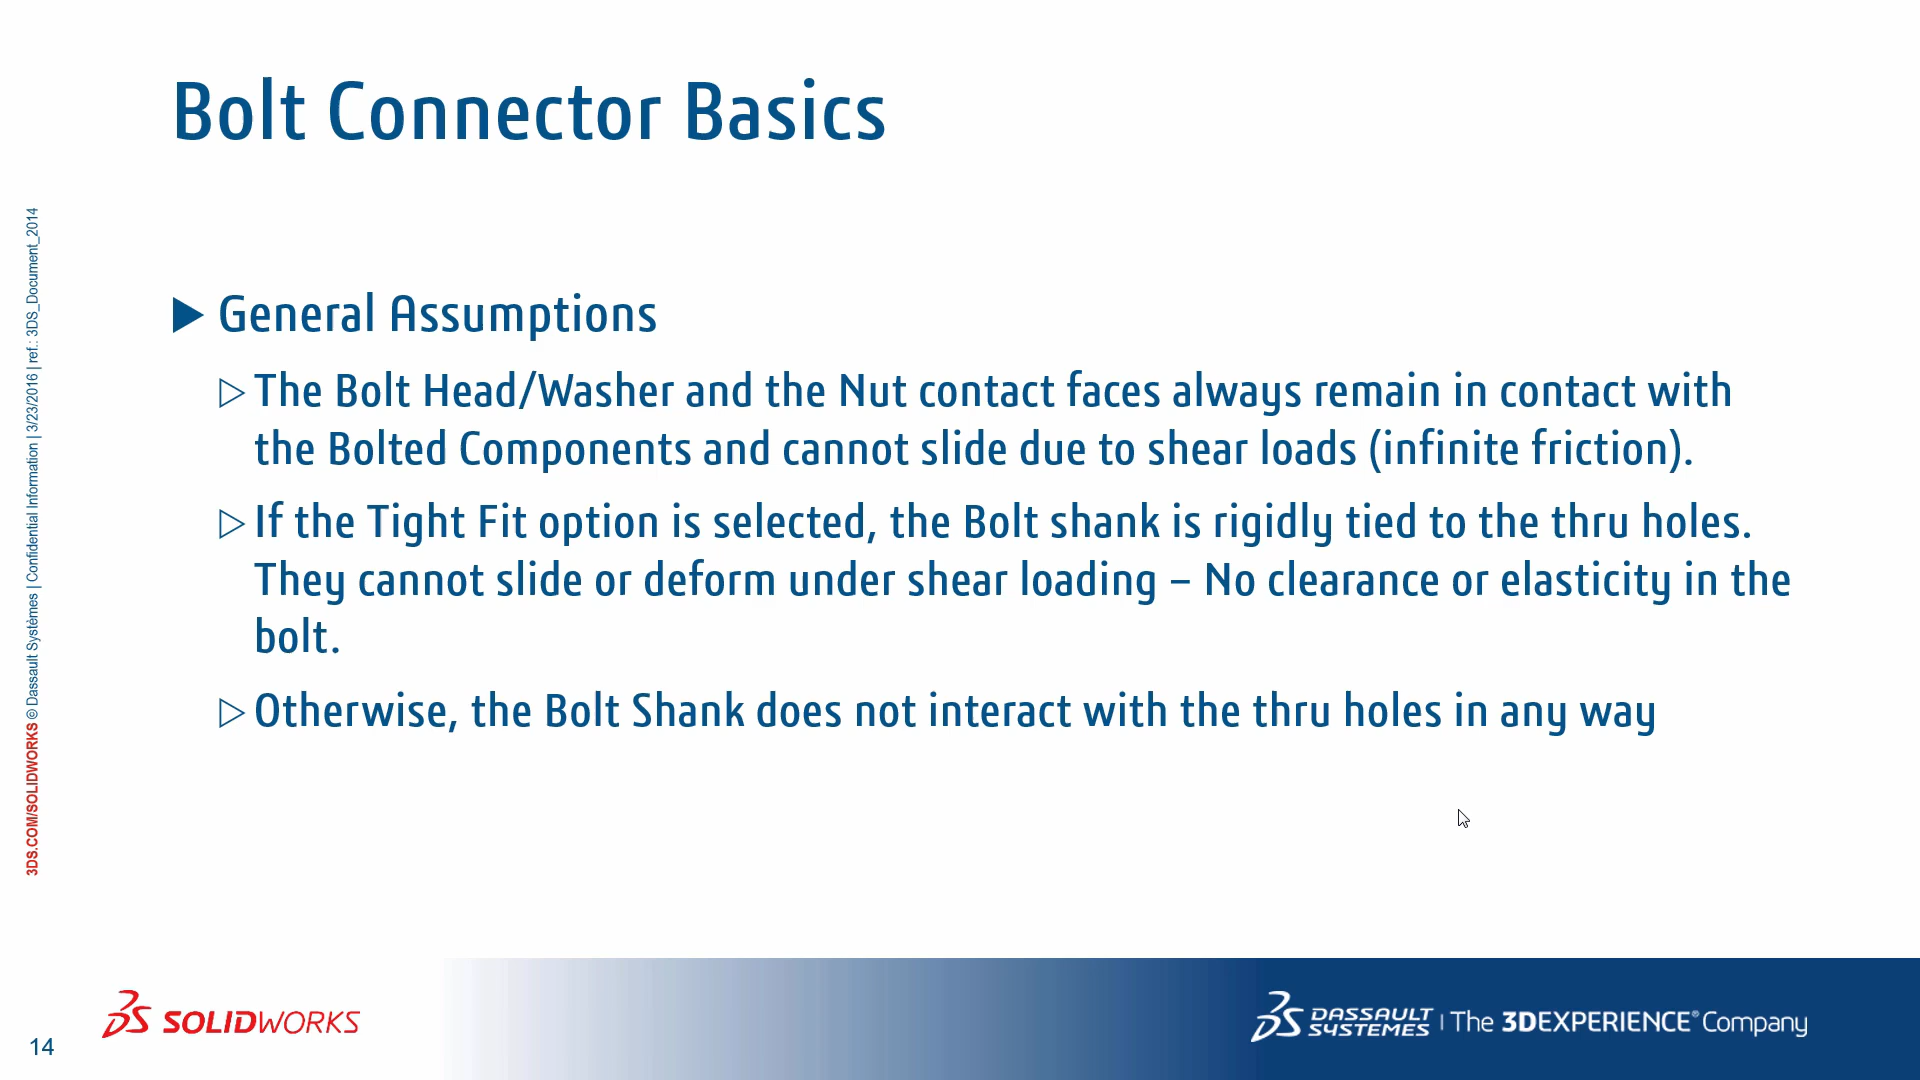 Bolt Connector Basics
▶ General Assumptions
▷ The Bolt Head/Washer and the Nut contact faces always remain in contact with
the Bolted Components and cannot slide due to shear loads (infinite friction).
▷ If the Tight Fit option is selected, the Bolt shank is rigidly tied to the thru holes.
They cannot slide or deform under shear loading – No clearance or elasticity in the
bolt.
▷ Otherwise, the Bolt Shank does not interact with the thru holes in any way
3DS.COM/SOLIDWORKS © Dassault Systèmes | Confidential Information | 3/23/2016 | ref.: 3DS_Document_2014
14
SOLIDWORKS
DASSAULT SYSTEMES | The 3DEXPERIENCE® Company